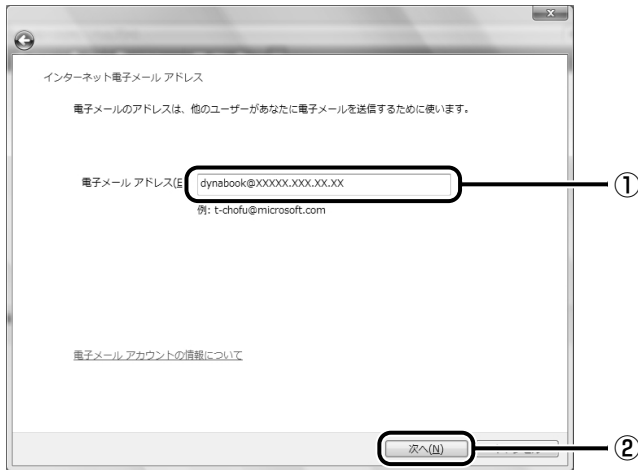 インターネット電子メール アドレス
電子メールのアドレスは、他のユーザーがあなたに電子メールを送信するために使います。
電子メール アドレス(E
dynabook@XXXXX.XXX.XX.XX
①
例: t-chofu@microsoft.com
電子メール アカウントの情報について
次へ(N)
②